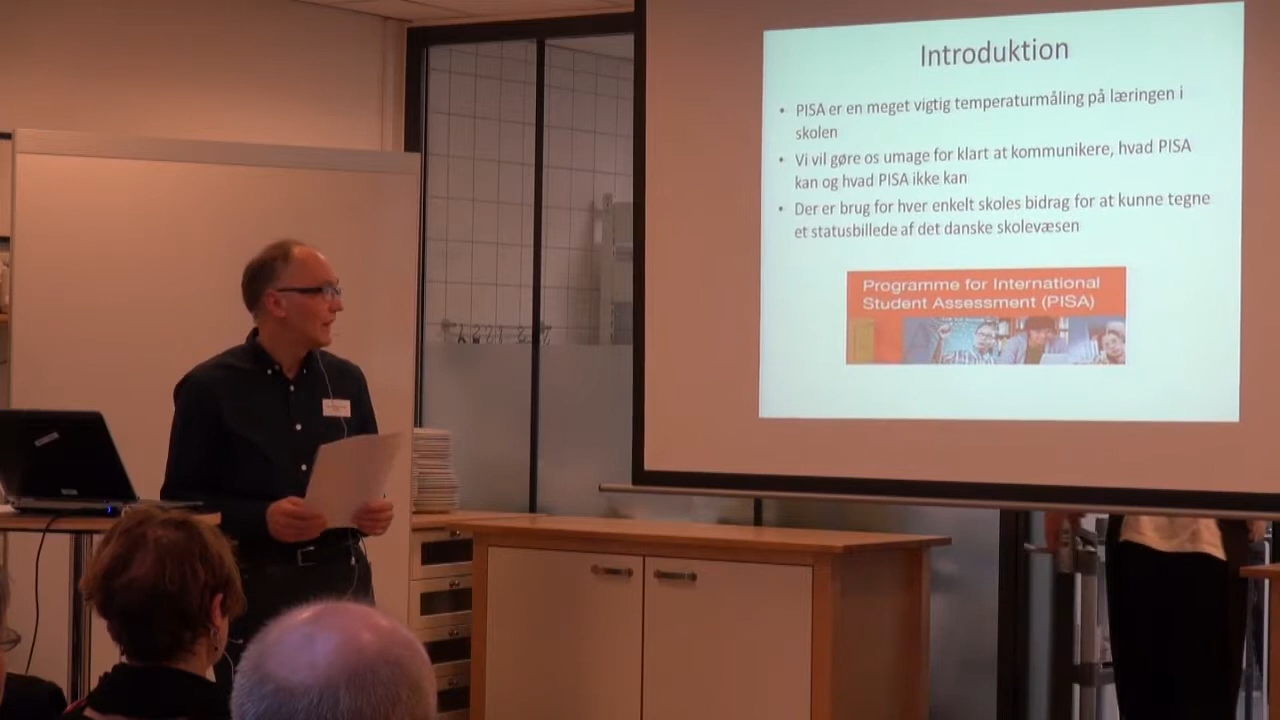 Introduktion
• PISA er en meget vigtig temperaturmåling på læringen i
skolen
• Vi vil gøre os umage for klart at kommunikere, hvad PISA
kan og hvad PISA ikke kan
• Der er brug for hver enkelt skoles bidrag for at kunne tegne
et statusbillede af det danske skolevæsen
Programme for International
Student Assessment (PISA)